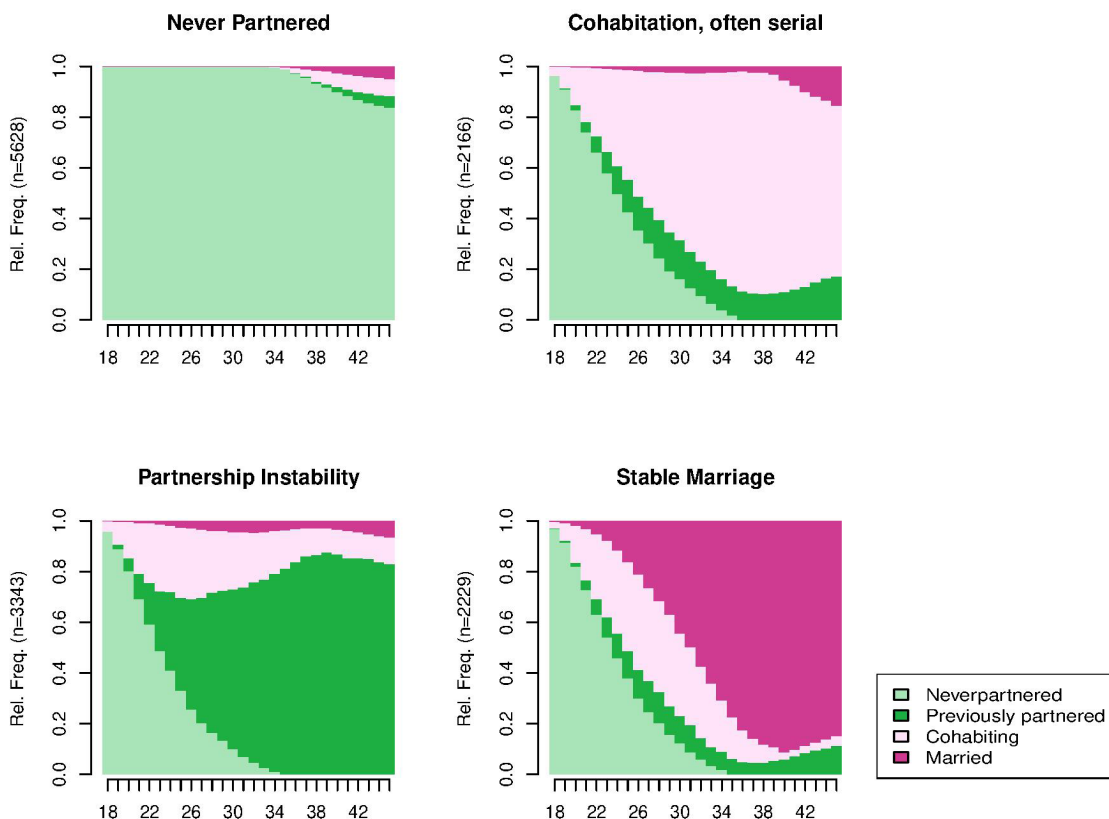 Never Partnered
Cohabitation, often serial
Rel. Freq. (n=5628)
0.0 0.2 0.4 0.6 0.8 1.0
18 22 26 30 34 38 42
Rel. Freq. (n=2166)
0.0 0.2 0.4 0.6 0.8 1.0
18 22 26 30 34 38 42
Partnership Instability
Stable Marriage
Rel. Freq. (n=3343)
0.0 0.2 0.4 0.6 0.8 1.0
18 22 26 30 34 38 42
Rel. Freq. (n=2229)
0.0 0.2 0.4 0.6 0.8 1.0
18 22 26 30 34 38 42
Neverpartnered
Previously partnered
Cohabiting
Married